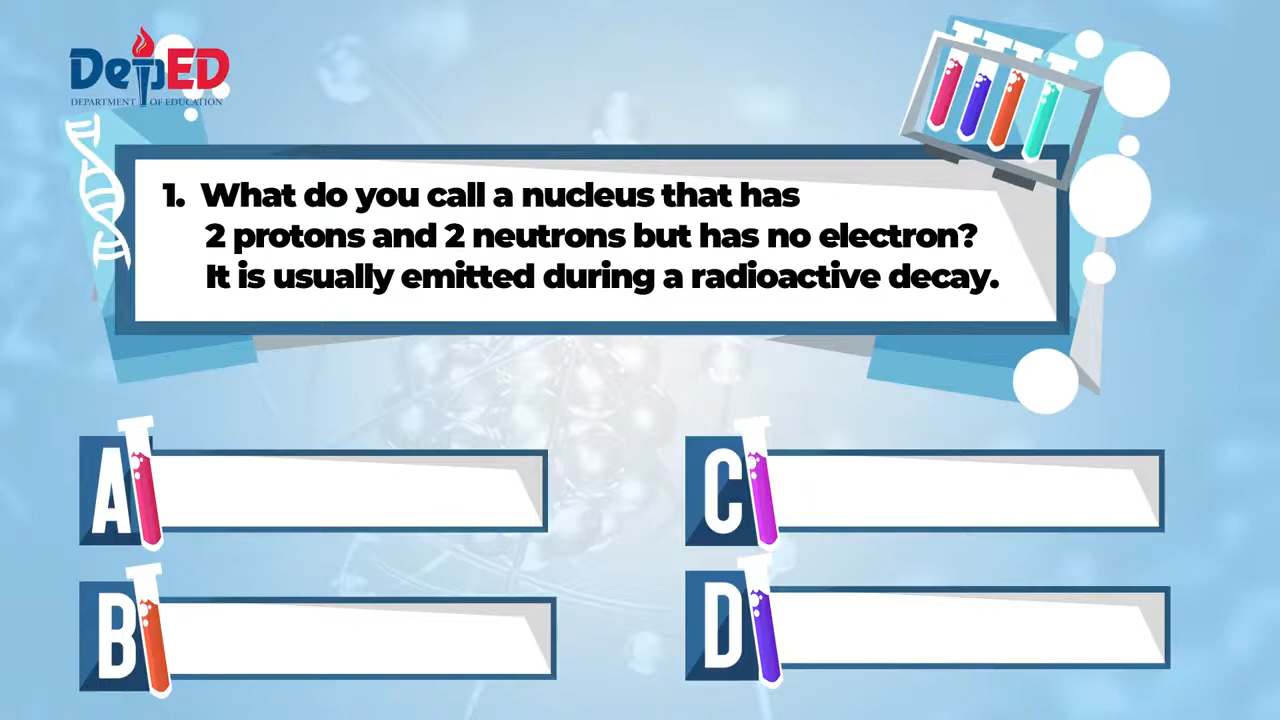 DepED
DEPARTMENT OF EDUCATION
1. What do you call a nucleus that has
2 protons and 2 neutrons but has no electron?
It is usually emitted during a radioactive decay.
A
B
C
D